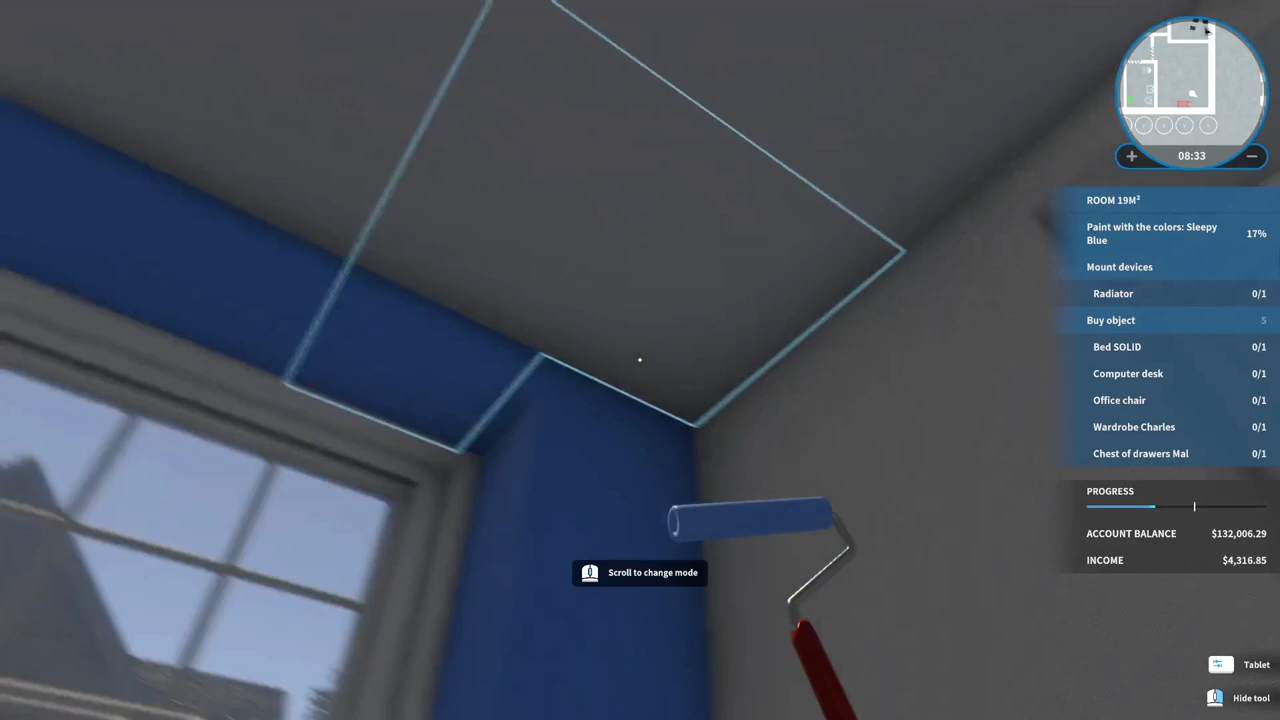 08:33
ROOM 19M²
Paint with the colors: Sleepy
Blue
17%
Mount devices
Radiator 0/1
Buy object 5
Bed SOLID 0/1
Computer desk 0/1
Office chair 0/1
Wardrobe Charles 0/1
Chest of drawers Mal 0/1
PROGRESS
ACCOUNT BALANCE $132,006.29
INCOME $4,316.85
Scroll to change mode
Tablet
Hide tool